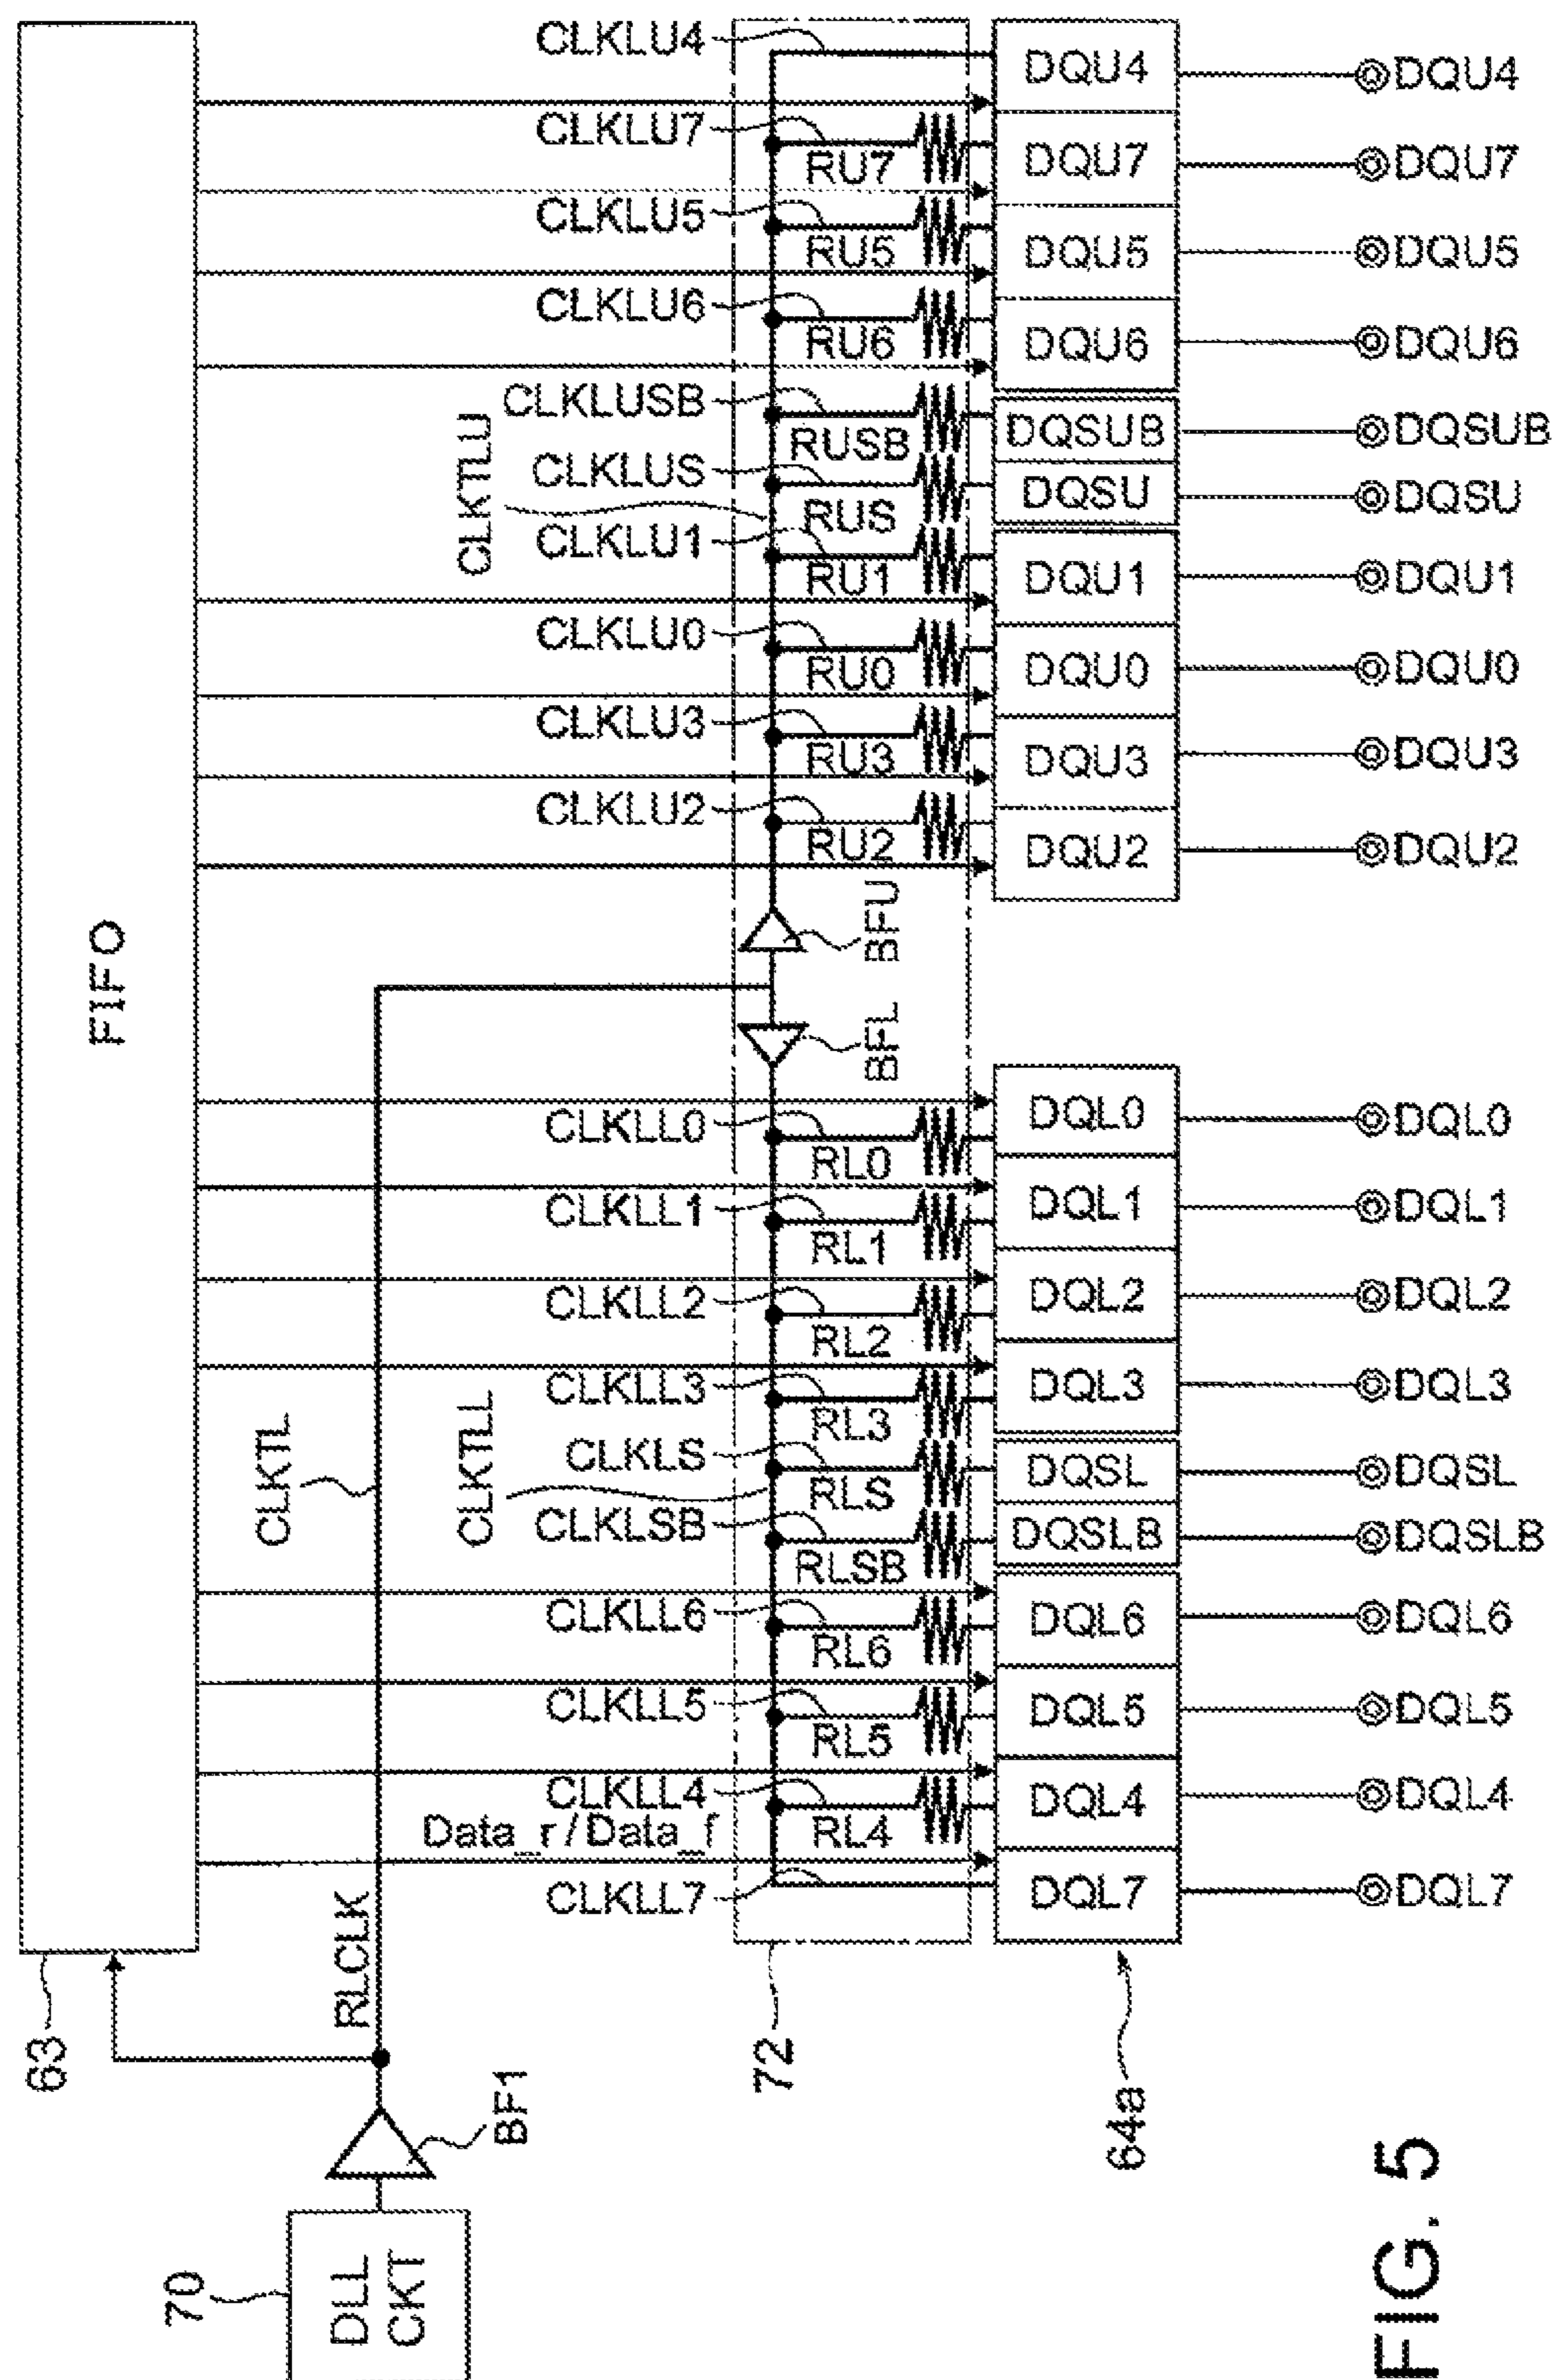 FIFO
63
CLKLU4
CLKLU7
CLKLU5
CLKLU6
CLKLUSB
CLKLUS
CLKTLU
CLKLU1
CLKLU0
CLKLU3
CLKLU2
RU7
RU5
RU6
RUSB
RUS
RU1
RU0
RU3
RU2
BFU
BFL
DQU4
DQU7
DQU5
DQU6
DQSUB
DQSU
DQU1
DQU0
DQU3
DQU2
DQU4
DQU7
DQU5
DQU6
DQSUB
DQSU
DQU1
DQU0
DQU3
DQU2
CLKLL0
CLKLL1
CLKLL2
CLKLL3
CLKLS
CLKLSB
CLKLL6
CLKLL5
CLKLL4
Data_r / Data_f
CLKLL7
CLKTL
CLKTLL
RL0
RL1
RL2
RL3
RLS
RLSB
RL6
RL5
RL4
DQL0
DQL1
DQL2
DQL3
DQSL
DQSLB
DQL6
DQL5
DQL4
DQL7
DQL0
DQL1
DQL2
DQL3
DQSL
DQSLB
DQL6
DQL5
DQL4
DQL7
RLCLK
BF1
72
64a
70
DLL
CKT
FIG. 5